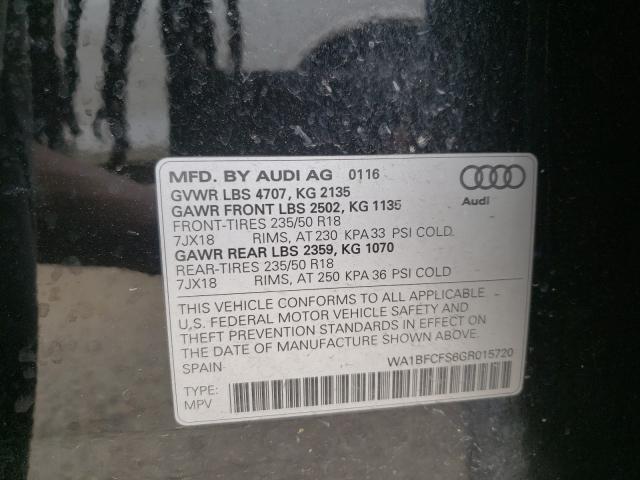 MFD. BY AUDI AG 0116
GVWR LBS 4707, KG 2135
GAWR FRONT LBS 2502, KG 1135
FRONT-TIRES 235/50 R18
7JX18 RIMS, AT 230 KPA 33 PSI COLD.
GAWR REAR LBS 2359, KG 1070
REAR-TIRES 235/50 R18
7JX18 RIMS, AT 250 KPA 36 PSI COLD
Audi
THIS VEHICLE CONFORMS TO ALL APPLICABLE
U.S. FEDERAL MOTOR VEHICLE SAFETY AND
THEFT PREVENTION STANDARDS IN EFFECT ON
THE DATE OF MANUFACTURE SHOWN ABOVE.
SPAIN
WA1BFCFS6GR015720
TYPE:
MPV